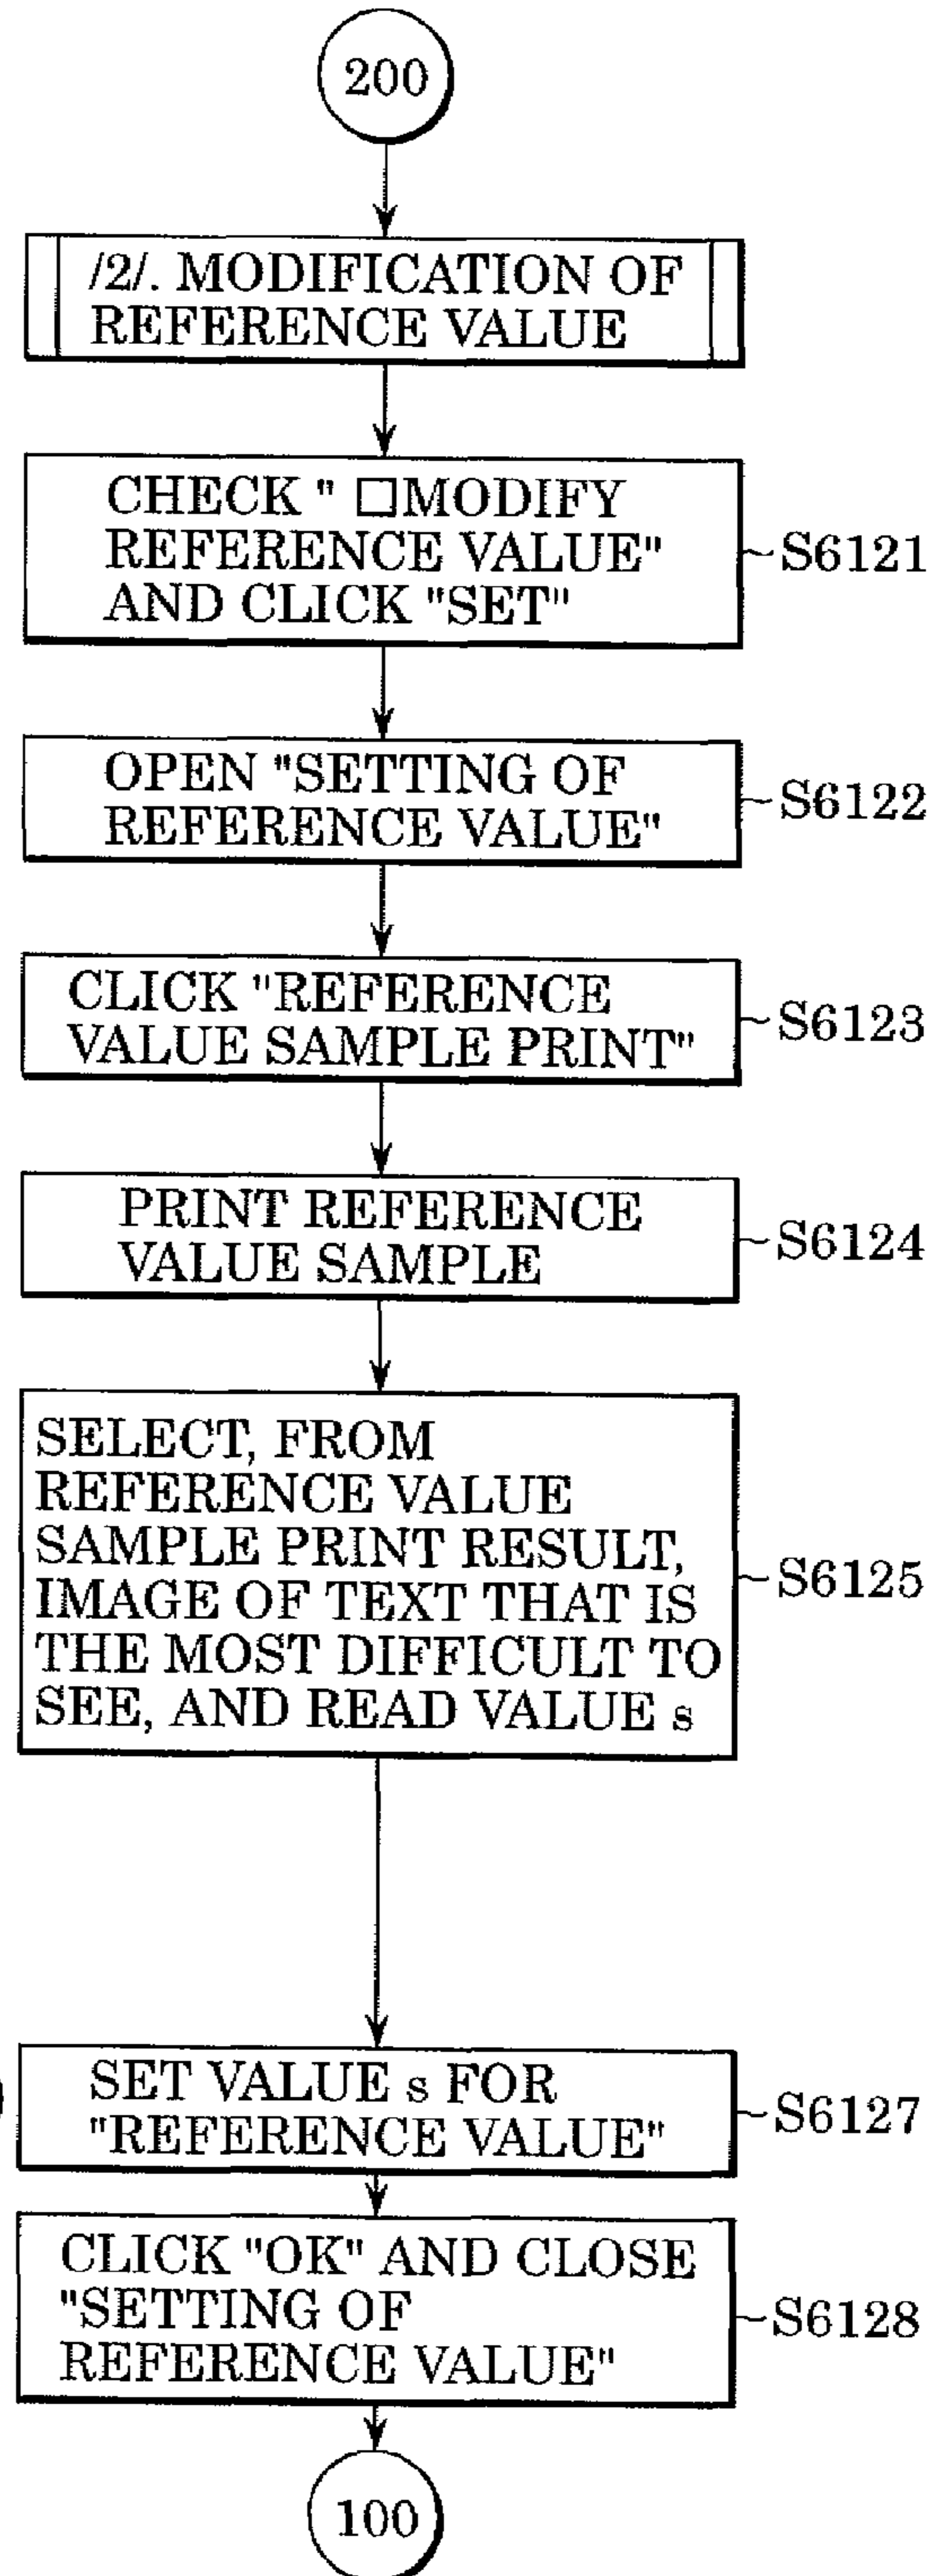 200
/2/. MODIFICATION OF
REFERENCE VALUE
CHECK " □MODIFY
REFERENCE VALUE"
AND CLICK "SET"
S6121
OPEN "SETTING OF
REFERENCE VALUE"
S6122
CLICK "REFERENCE
VALUE SAMPLE PRINT"
S6123
PRINT REFERENCE
VALUE SAMPLE
S6124
SELECT, FROM
REFERENCE VALUE
SAMPLE PRINT RESULT,
IMAGE OF TEXT THAT IS
THE MOST DIFFICULT TO
SEE, AND READ VALUE s
S6125
SET VALUE s FOR
"REFERENCE VALUE"
S6127
CLICK "OK" AND CLOSE
"SETTING OF
REFERENCE VALUE"
S6128
100